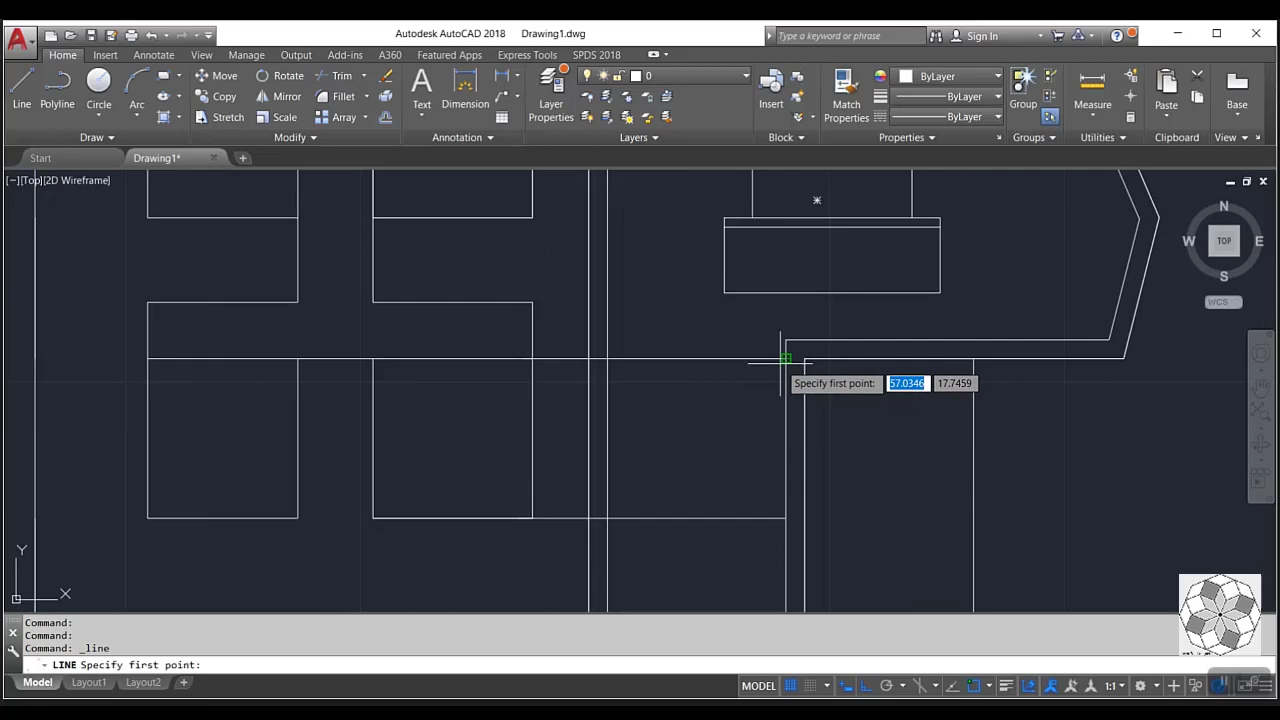 Autodesk AutoCAD 2018 Drawing1.dwg
Type a keyword or phrase
Sign In
Home Insert Annotate View Manage Output Add-ins A360 Featured Apps Express Tools SPDS 2018
Line Polyline Circle Arc
Move Rotate Trim
Copy Mirror Fillet
Stretch Scale Array
Text Dimension
Layer Properties
0
Insert
Match Properties
ByLayer
ByLayer
ByLayer
Group
Measure
Paste
Base
Draw Modify Annotation Layers Block Properties Groups Utilities Clipboard View
Start Drawing1*
[−][Top][2D Wireframe]
N
W TOP E
S
WCS
Specify first point: 57.0346 17.7459
Y
X
Command:
Command:
Command: _line
LINE Specify first point:
Model Layout1 Layout2
MODEL 1:1